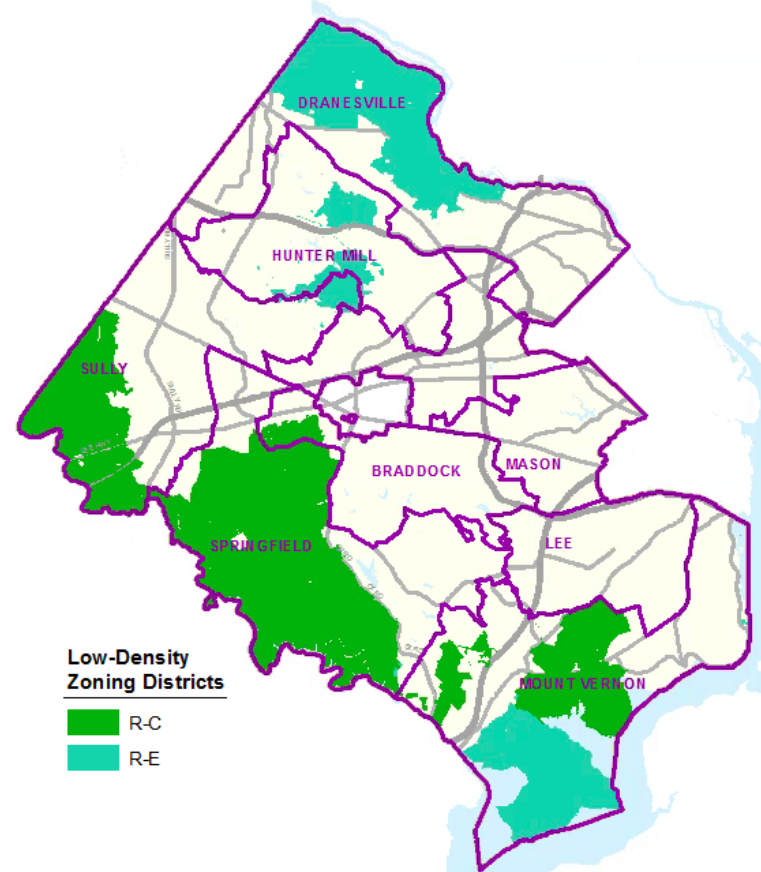 DRANESVILLE
HUNTER MILL
SULLY
BRADDOCK
MASON
SPRINGFIELD
LEE
MOUNT VERNON
Low-Density
Zoning Districts
R-C
R-E